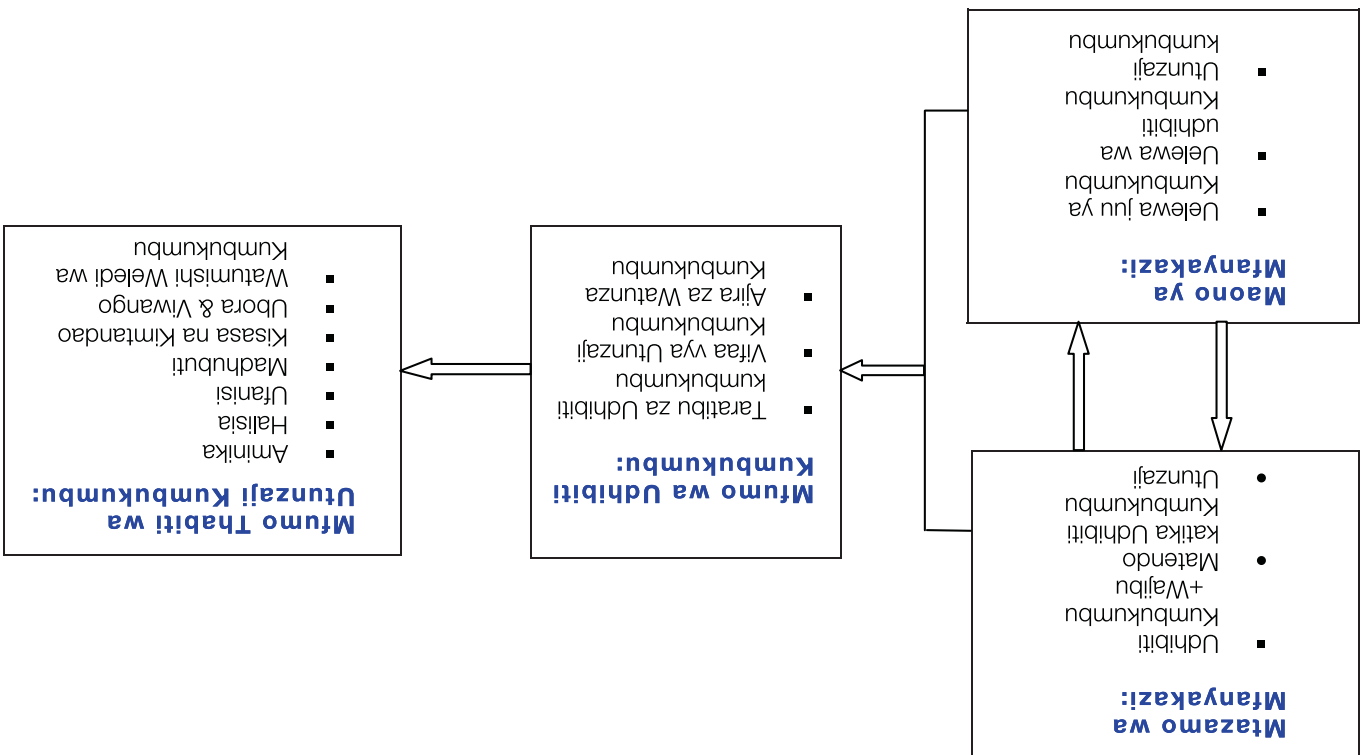 Mtazamo wa
Mfanyakazi:
▪ Udhibiti
Kumbukumbu
+Wajibu
• Matendo
katika Udhibiti
Kumbukumbu
• Utunzaji
Maono ya
Mfanyakazi:
▪ Uelewa juu ya
Kumbukumbu
▪ Uelewa wa
udhibiti
Kumbukumbu
▪ Utunzaji
kumbukumbu
Mfumo wa Udhibiti
Kumbukumbu:
▪ Taratibu za Udhibiti
kumbukumbu
▪ Vifaa vya Utunzaji
Kumbukumbu
▪ Ajira za Watunza
Kumbukumbu
Mfumo Thabiti wa
Utunzaji Kumbukumbu:
▪ Aminika
▪ Halisia
▪ Ufanisi
▪ Madhubuti
▪ Kisasa na Kimtandao
▪ Ubora & Viwango
▪ Watumishi Weledi wa
Kumbukumbu